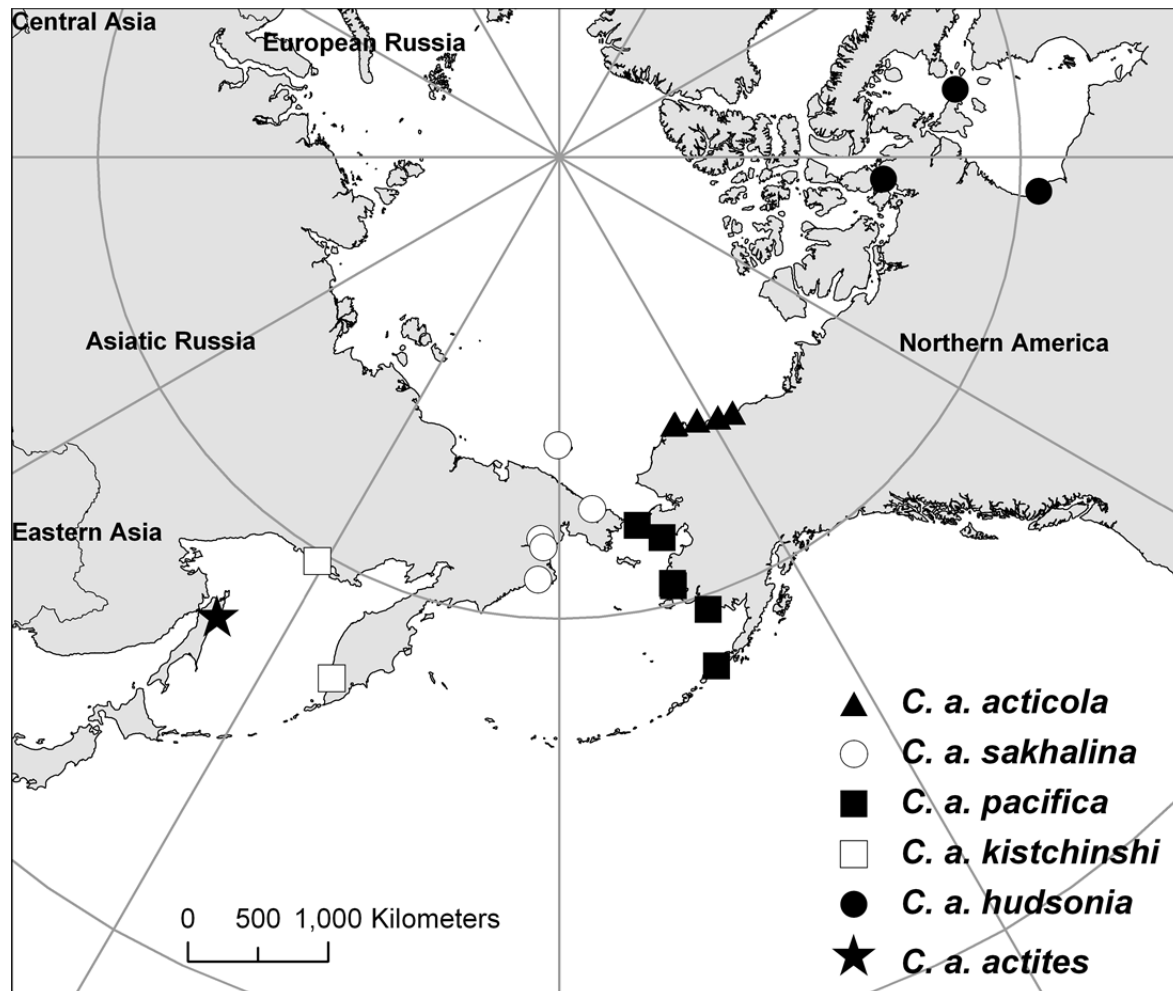 Central Asia
European Russia
Asiatic Russia
Northern America
Eastern Asia
C. a. acticola
C. a. sakhalina
C. a. pacifica
C. a. kistchinshi
C. a. hudsonia
C. a. actites
0 500 1,000 Kilometers